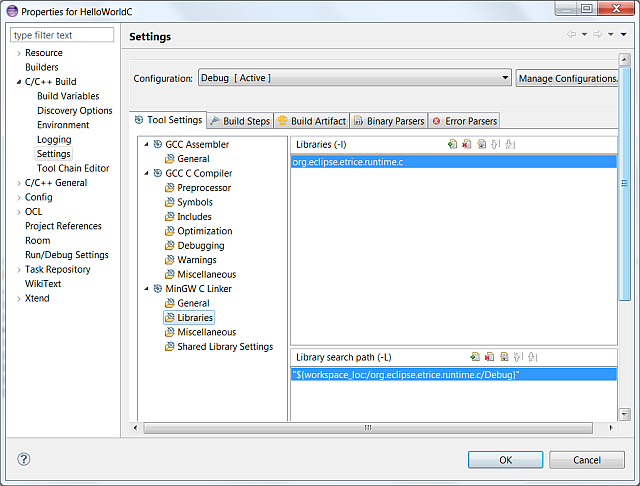 Properties for HelloWorldC
type filter text
Resource
Builders
C/C++ Build
Build Variables
Discovery Options
Environment
Logging
Settings
Tool Chain Editor
C/C++ General
Config
OCL
Project References
Room
Run/Debug Settings
Task Repository
WikiText
Xtend
Settings
Configuration: Debug [ Active ] Manage Configurations.
Tool Settings Build Steps Build Artifact Binary Parsers Error Parsers
GCC Assembler
General
GCC C Compiler
Preprocessor
Symbols
Includes
Optimization
Debugging
Warnings
Miscellaneous
MinGW C Linker
General
Libraries
Miscellaneous
Shared Library Settings
Libraries (-l)
org.eclipse.etrice.runtime.c
Library search path (-L)
"${workspace_loc:/org.eclipse.etrice.runtime.c/Debug}"
OK Cancel